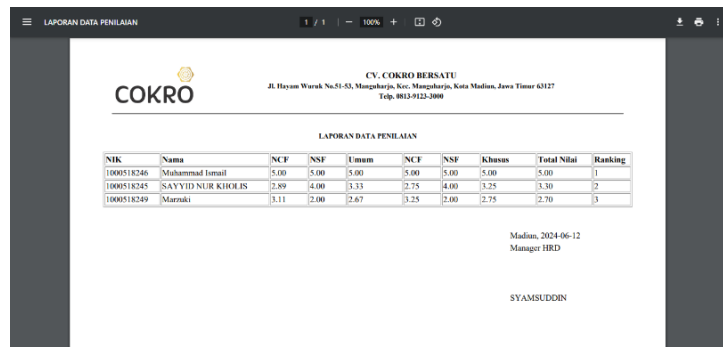 LAPORAN DATA PENILAIAN
1 / 1
100%
COKRO
CV. COKRO BERSATU
Jl. Hayam Wuruk No.51-53, Manguharjo, Kec. Manguharjo, Kota Madiun, Jawa Timur 63127
Telp. 0813-9123-3000
LAPORAN DATA PENILAIAN
NIK Nama NCF NSF Umum NCF NSF Khusus Total Nilai Ranking
1000518246 Muhammad Ismail 5.00 5.00 5.00 5.00 5.00 5.00 5.00 1
1000518245 SAYYID NUR KHOLIS 2.89 4.00 3.33 2.75 4.00 3.25 3.30 2
1000518249 Marzuki 3.11 2.00 2.67 3.25 2.00 2.75 2.70 3
Madiun, 2024-06-12
Manager HRD
SYAMSUDDIN